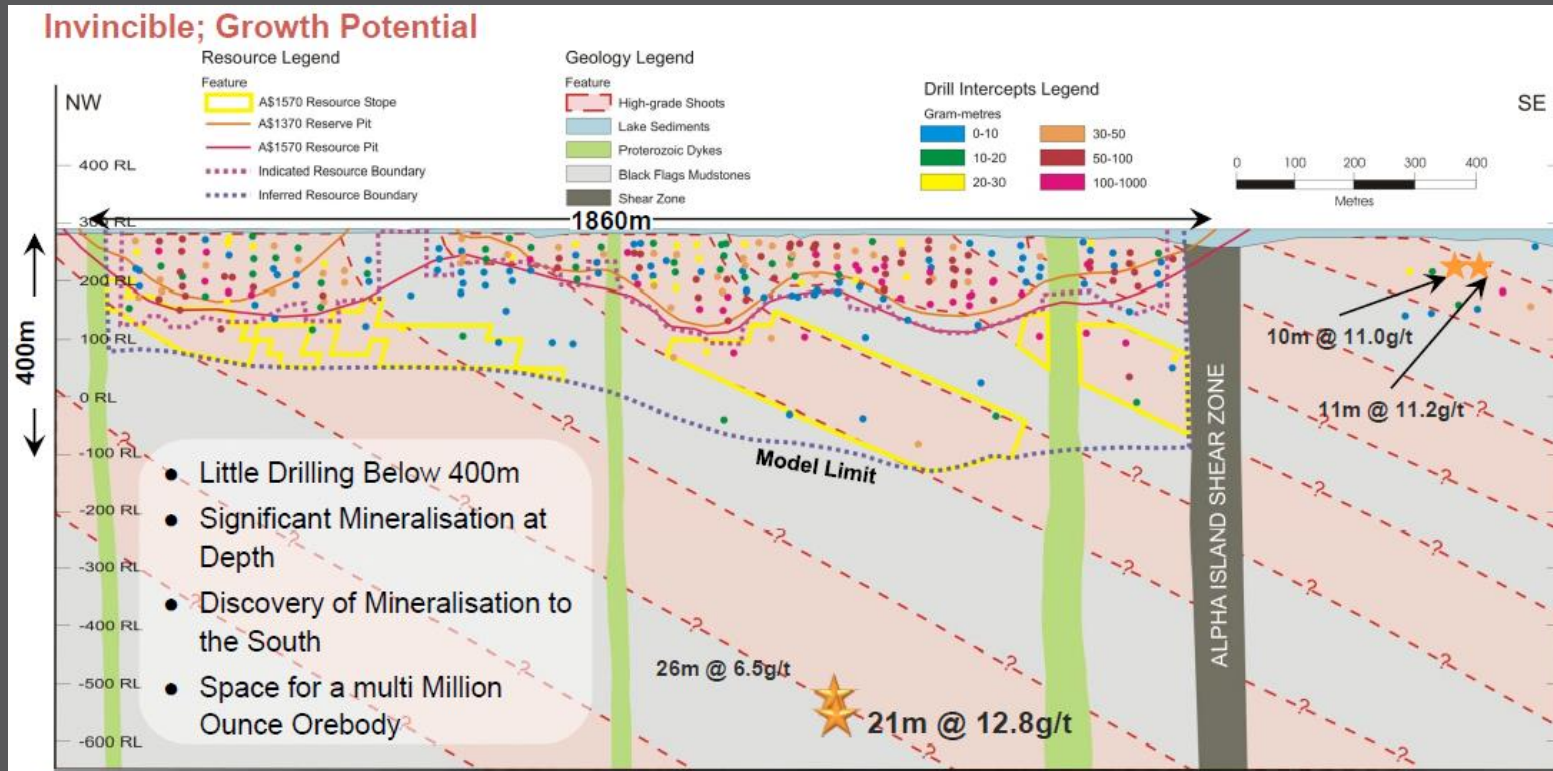 Invincible; Growth Potential
Resource Legend
Feature
A$1570 Resource Stope
A$1370 Reserve Pit
A$1570 Resource Pit
Indicated Resource Boundary
Inferred Resource Boundary
Geology Legend
Feature
High-grade Shoots
Lake Sediments
Proterozoic Dykes
Black Flags Mudstones
Shear Zone
Drill Intercepts Legend
Gram-metres
0-10
10-20
20-30
30-50
50-100
100-1000
NW
SE
0 100 200 300 400
Metres
400 RL
300 RL
200 RL
100 RL
0 RL
-100 RL
-200 RL
-300 RL
-400 RL
-500 RL
-600 RL
1860m
400m
10m @ 11.0g/t
11m @ 11.2g/t
Model Limit
ALPHA ISLAND SHEAR ZONE
? ? ? ? ? ? ? ? ? ? ? ? ? ? ? ? ? ? ? ?
• Little Drilling Below 400m
• Significant Mineralisation at
Depth
• Discovery of Mineralisation to
the South
• Space for a multi Million
Ounce Orebody
26m @ 6.5g/t
21m @ 12.8g/t